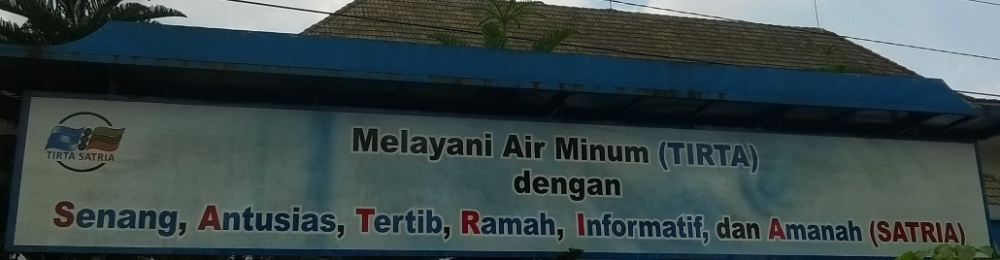 TIRTA SATRIA
Melayani Air Minum (TIRTA)
dengan
Senang, Antusias, Tertib, Ramah, Informatif, dan Amanah (SATRIA)